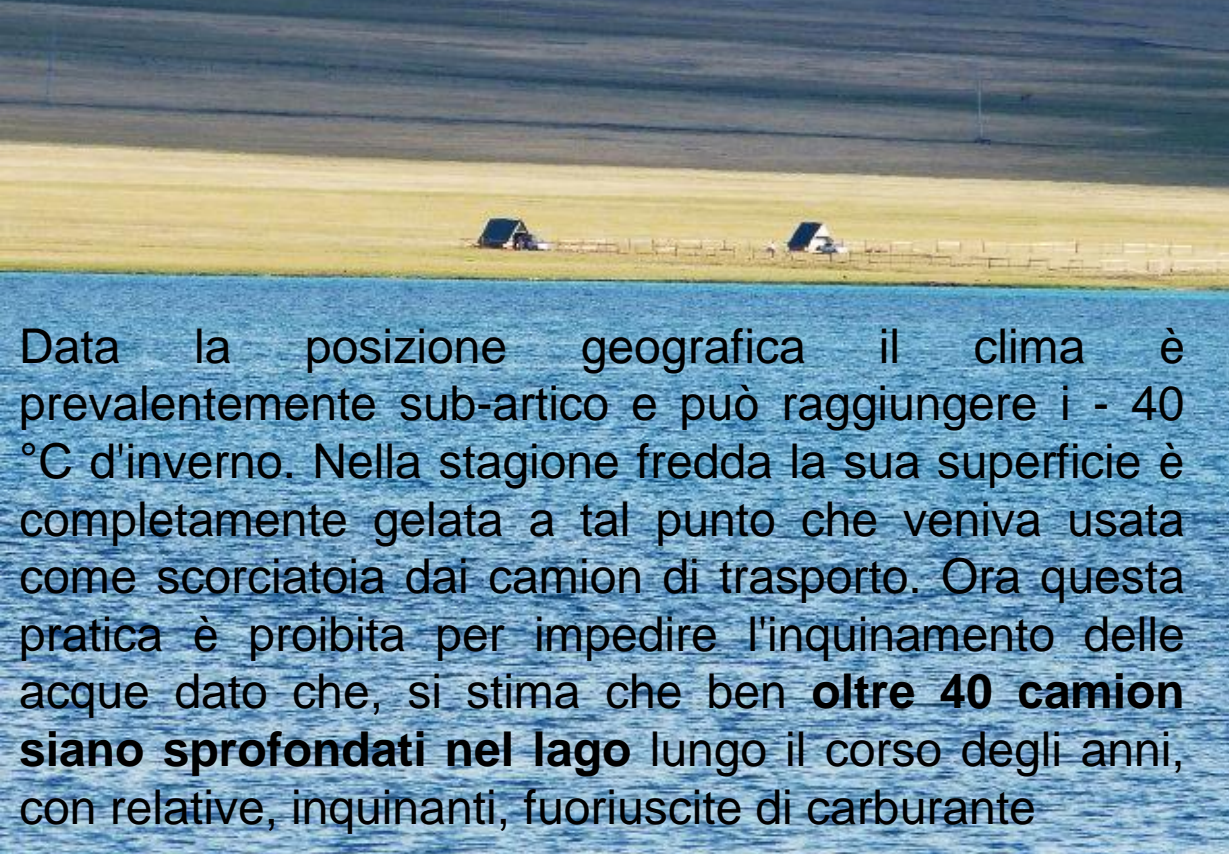 Data la posizione geografica il clima è
prevalentemente sub-artico e può raggiungere i - 40
°C d'inverno. Nella stagione fredda la sua superficie è
completamente gelata a tal punto che veniva usata
come scorciatoia dai camion di trasporto. Ora questa
pratica è proibita per impedire l'inquinamento delle
acque dato che, si stima che ben oltre 40 camion
siano sprofondati nel lago lungo il corso degli anni,
con relative, inquinanti, fuoriuscite di carburante